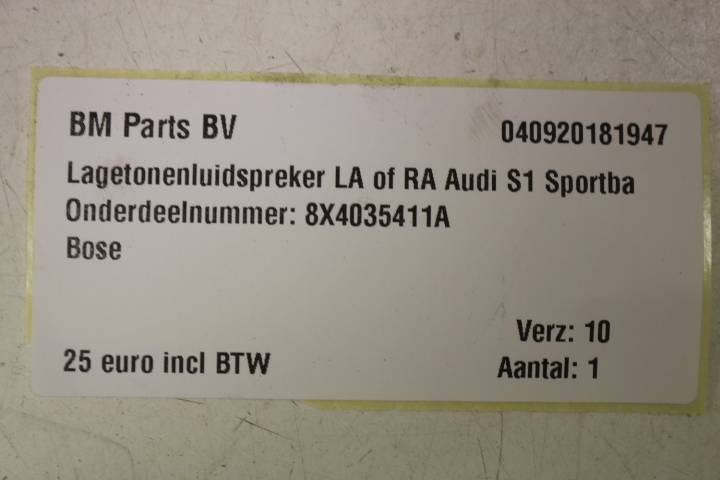 BM Parts BV 040920181947
Lagetonenluidspreker LA of RA Audi S1 Sportba
Onderdeelnummer: 8X4035411A
Bose
Verz: 10
25 euro incl BTW Aantal: 1